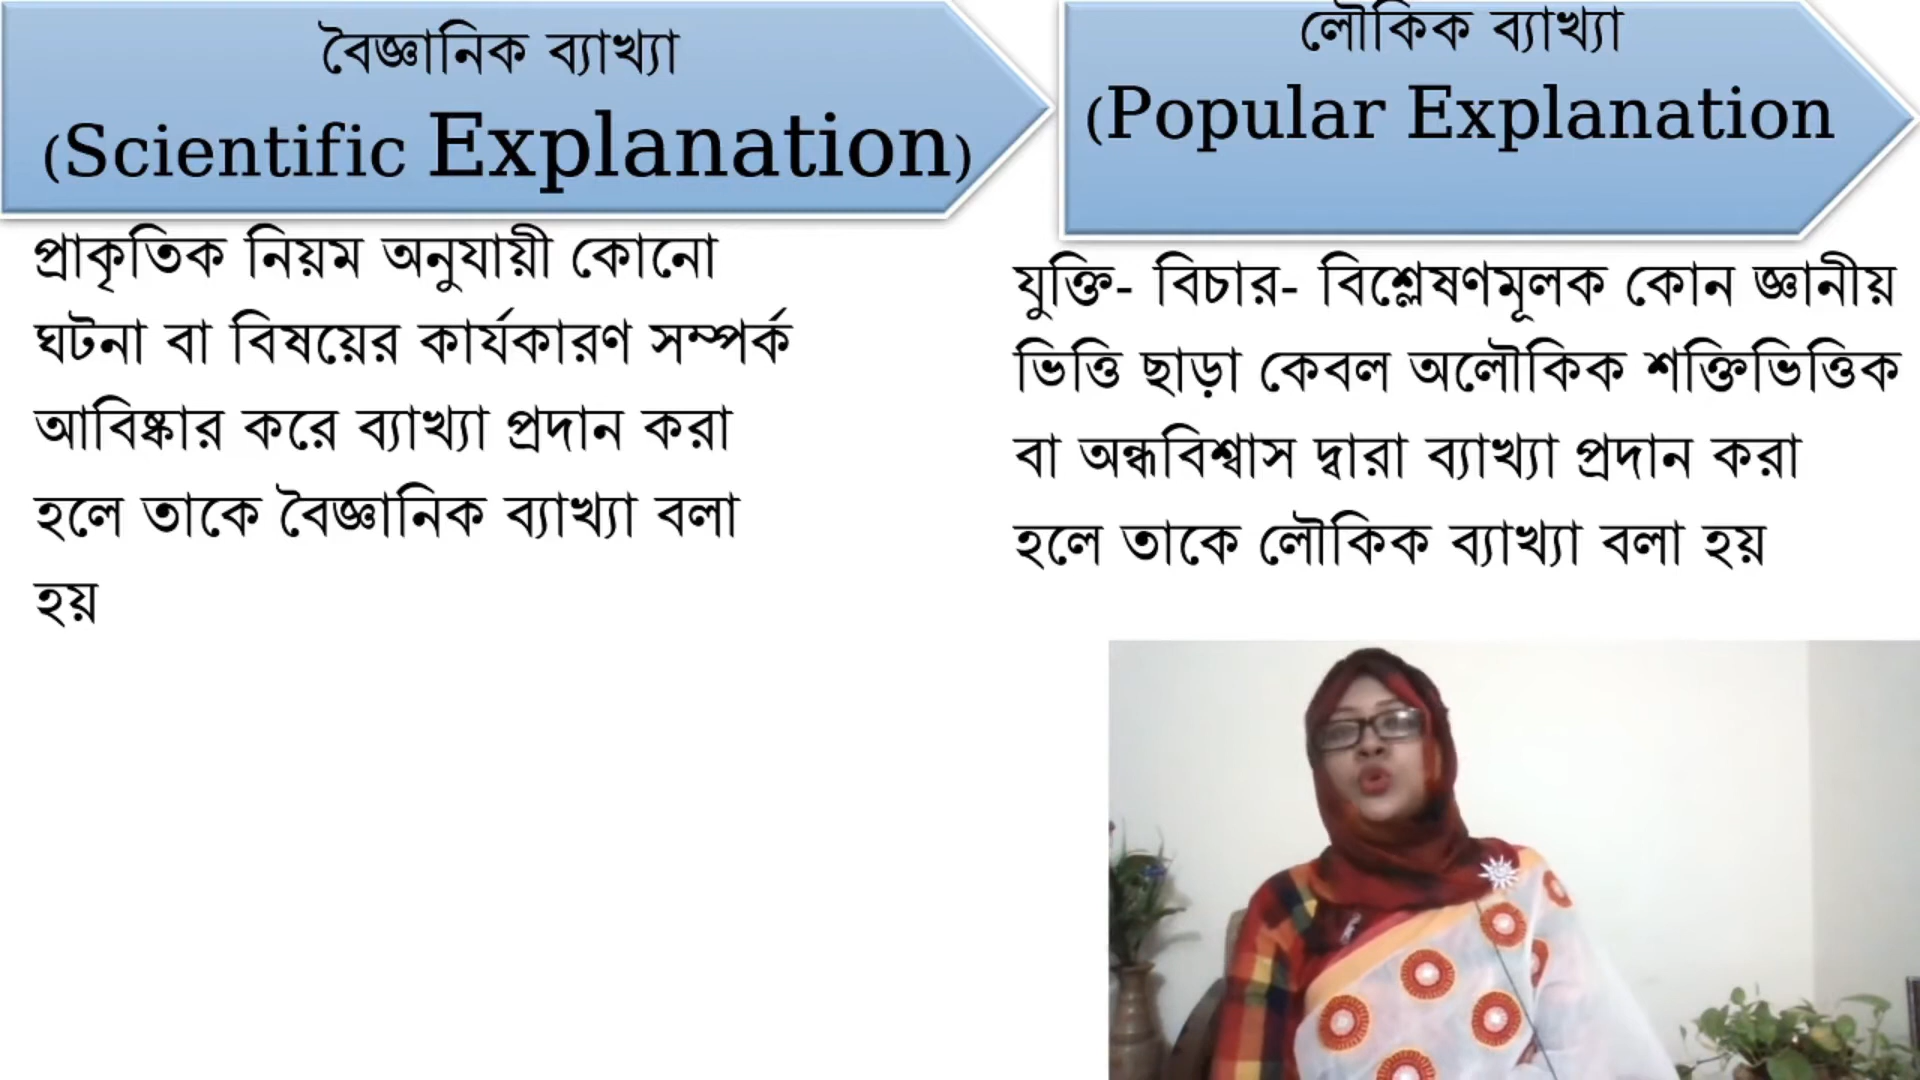 বৈজ্ঞানিক ব্যাখ্যা
(Scientific Explanation)
প্রাকৃতিক নিয়ম অনুযায়ী কোনো
ঘটনা বা বিষয়ের কার্যকারণ সম্পর্ক
আবিষ্কার করে ব্যাখ্যা প্রদান করা
হলে তাকে বৈজ্ঞানিক ব্যাখ্যা বলা
হয়
লৌকিক ব্যাখ্যা
(Popular Explanation
যুক্তি- বিচার- বিশ্লেষণমূলক কোন জ্ঞানীয়
ভিত্তি ছাড়া কেবল অলৌকিক শক্তিভিত্তিক
বা অন্ধবিশ্বাস দ্বারা ব্যাখ্যা প্রদান করা
হলে তাকে লৌকিক ব্যাখ্যা বলা হয়